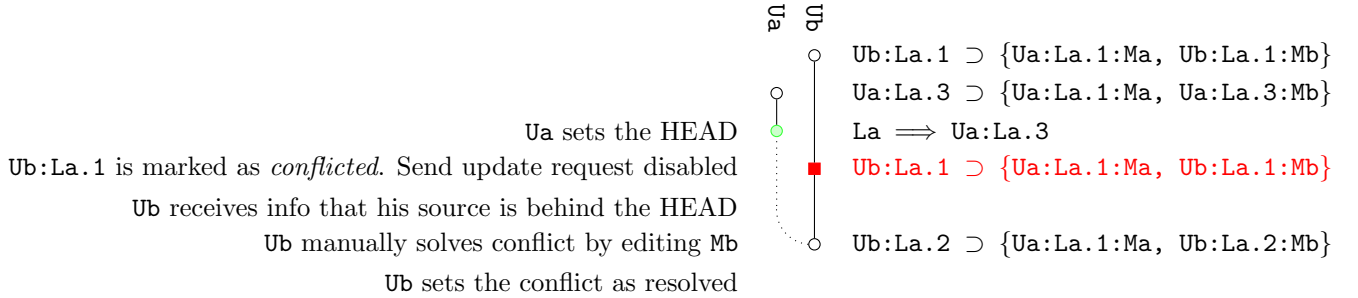 Ua Ub
Ub:La.1 ⊃ {Ua:La.1:Ma, Ub:La.1:Mb}
Ua:La.3 ⊃ {Ua:La.1:Ma, Ua:La.3:Mb}
Ua sets the HEAD La ⟹ Ua:La.3
Ub:La.1 is marked as conflicted. Send update request disabled Ub:La.1 ⊃ {Ua:La.1:Ma, Ub:La.1:Mb}
Ub receives info that his source is behind the HEAD
Ub manually solves conflict by editing Mb Ub:La.2 ⊃ {Ua:La.1:Ma, Ub:La.2:Mb}
Ub sets the conflict as resolved